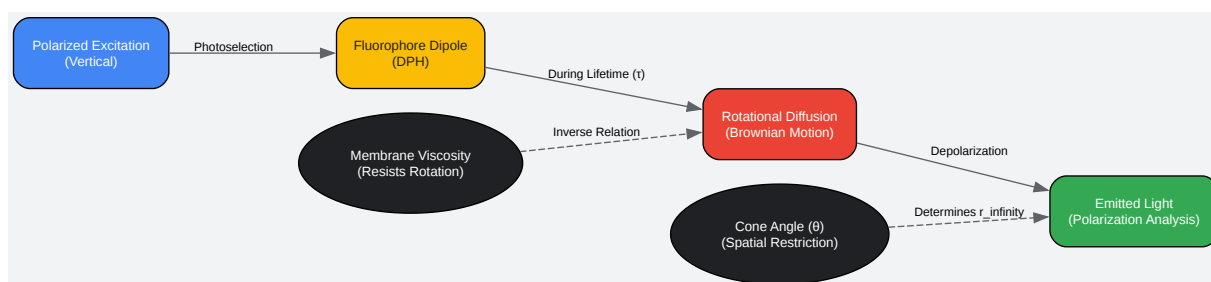 Polarized Excitation
(Vertical)
Photoselection
Fluorophore Dipole
(DPH)
During Lifetime (τ)
Membrane Viscosity
(Resists Rotation)
Inverse Relation
Rotational Diffusion
(Brownian Motion)
Depolarization
Cone Angle (θ)
(Spatial Restriction)
Determines r_infinity
Emitted Light
(Polarization Analysis)